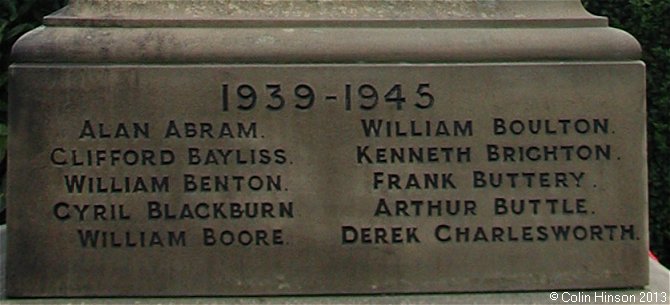 1939-1945
ALAN ABRAM.
CLIFFORD BAYLISS.
WILLIAM BENTON.
CYRIL BLACKBURN
WILLIAM BOORE.
WILLIAM BOULTON.
KENNETH BRIGHTON.
FRANK BUTTERY.
ARTHUR BUTTLE.
DEREK CHARLESWORTH.
© Colin Hinson 2013